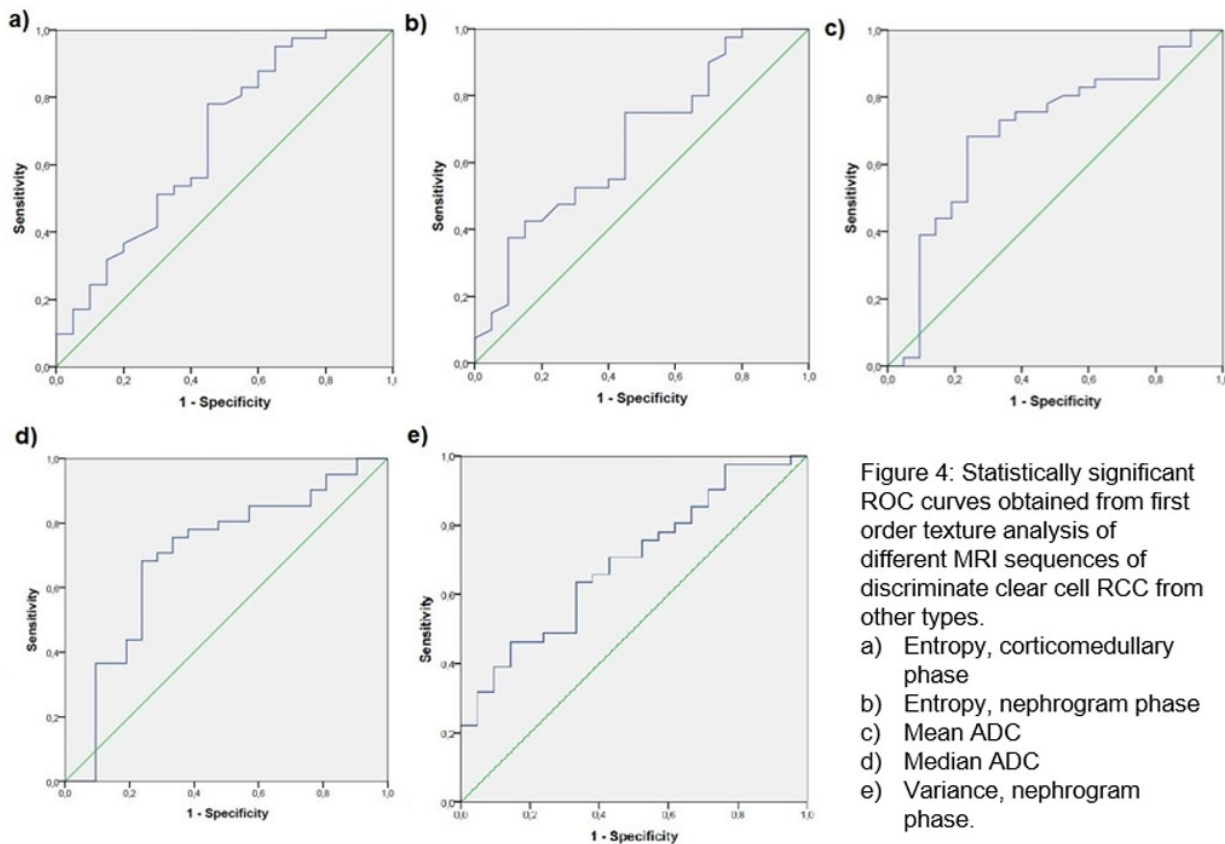 a)
1,0
0,8
0,6
0,4
0,2
0,0
Sensitivity
0,0 0,2 0,4 0,6 0,8 1,0
1 - Specificity
b)
1,0
0,8
0,6
0,4
0,2
0,0
Sensitivity
0,0 0,2 0,4 0,6 0,8 1,0
1 - Specificity
c)
1,0
0,8
0,6
0,4
0,2
0,0
Sensitivity
0,0 0,2 0,4 0,6 0,8 1,0
1 - Specificity
d)
1,0
0,8
0,6
0,4
0,2
0,0
Sensitivity
0,0 0,2 0,4 0,6 0,8 1,0
1 - Specificity
e)
1,0
0,8
0,6
0,4
0,2
0,0
Sensitivity
0,0 0,2 0,4 0,6 0,8 1,0
1 - Specificity
Figure 4: Statistically significant
ROC curves obtained from first
order texture analysis of
different MRI sequences of
discriminate clear cell RCC from
other types.
a) Entropy, corticomedullary
phase
b) Entropy, nephrogram phase
c) Mean ADC
d) Median ADC
e) Variance, nephrogram
phase.